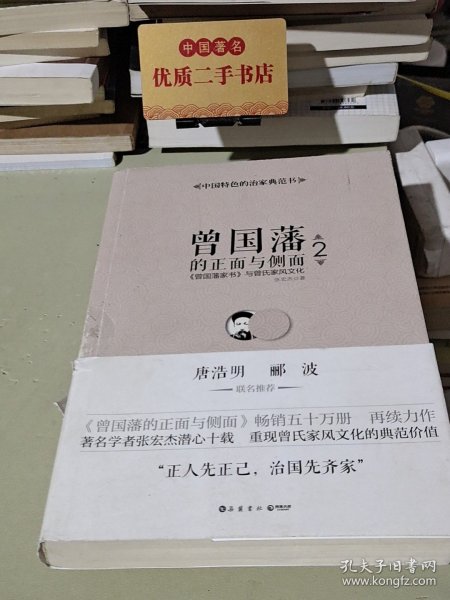 中国著名
优质二手书店
中国特色的治家典范书
曾国藩
的正面与侧面
2
《曾国藩家书》与曾氏家风文化
张宏杰◎著
唐浩明 郦波
联名推荐
《曾国藩的正面与侧面》畅销五十万册 再续力作
著名学者张宏杰潜心十载 重现曾氏家风文化的典范价值
“正人先正己，治国先齐家”
岳麓书社
博集天卷
孔夫子旧书网
www.kongfz.com